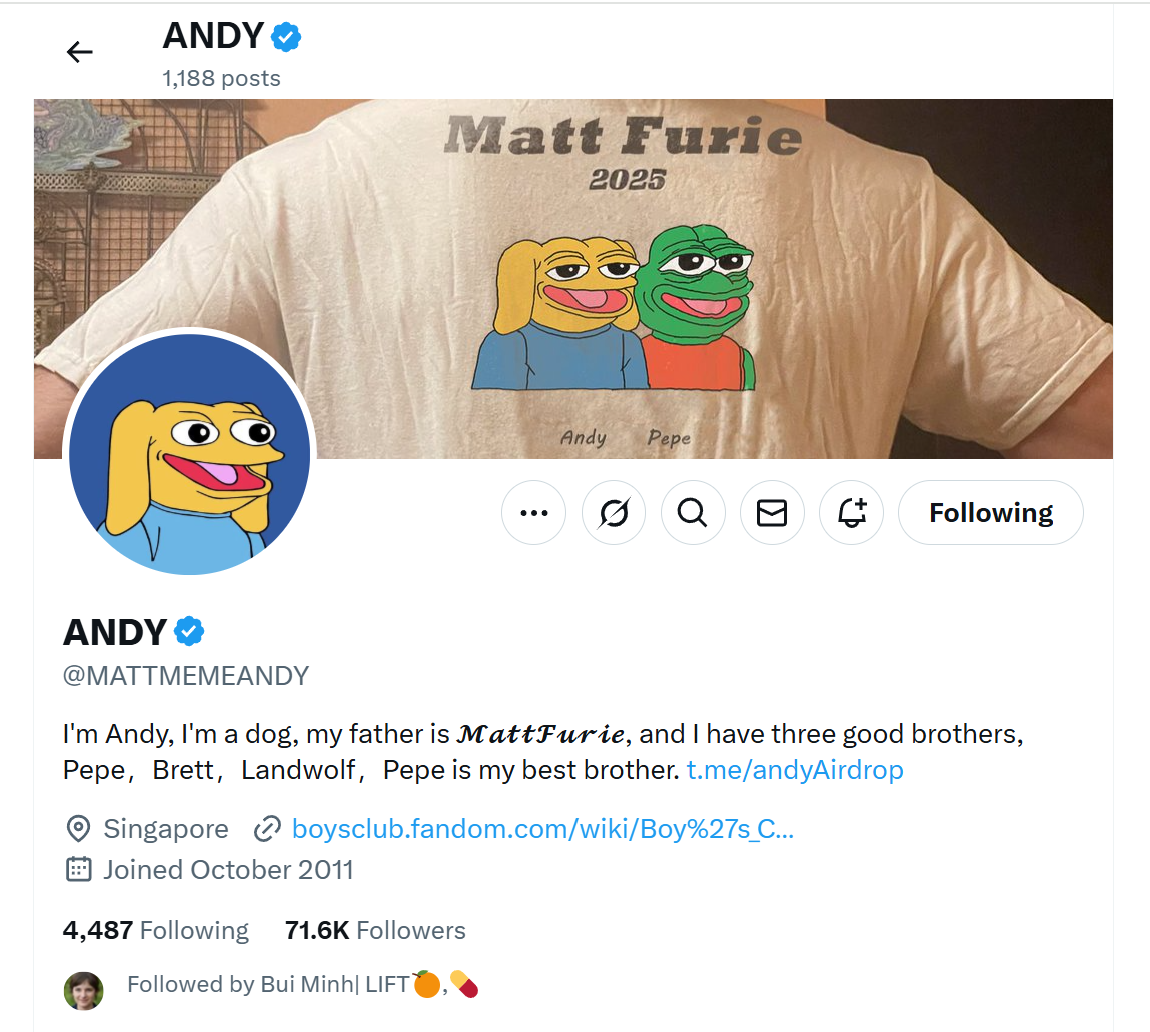 ANDY
1,188 posts
Matt Furie
2025
Andy Pepe
Following
ANDY
@MATTMEMEANDY
I'm Andy, I'm a dog, my father is 𝓜𝓪𝓽𝓽𝓕𝓾𝓻𝓲𝓮, and I have three good brothers,
Pepe，Brett，Landwolf，Pepe is my best brother. t.me/andyAirdrop
Singapore boysclub.fandom.com/wiki/Boy%27s_C...
Joined October 2011
4,487 Following 71.6K Followers
Followed by Bui Minh| LIFT🍊,💊